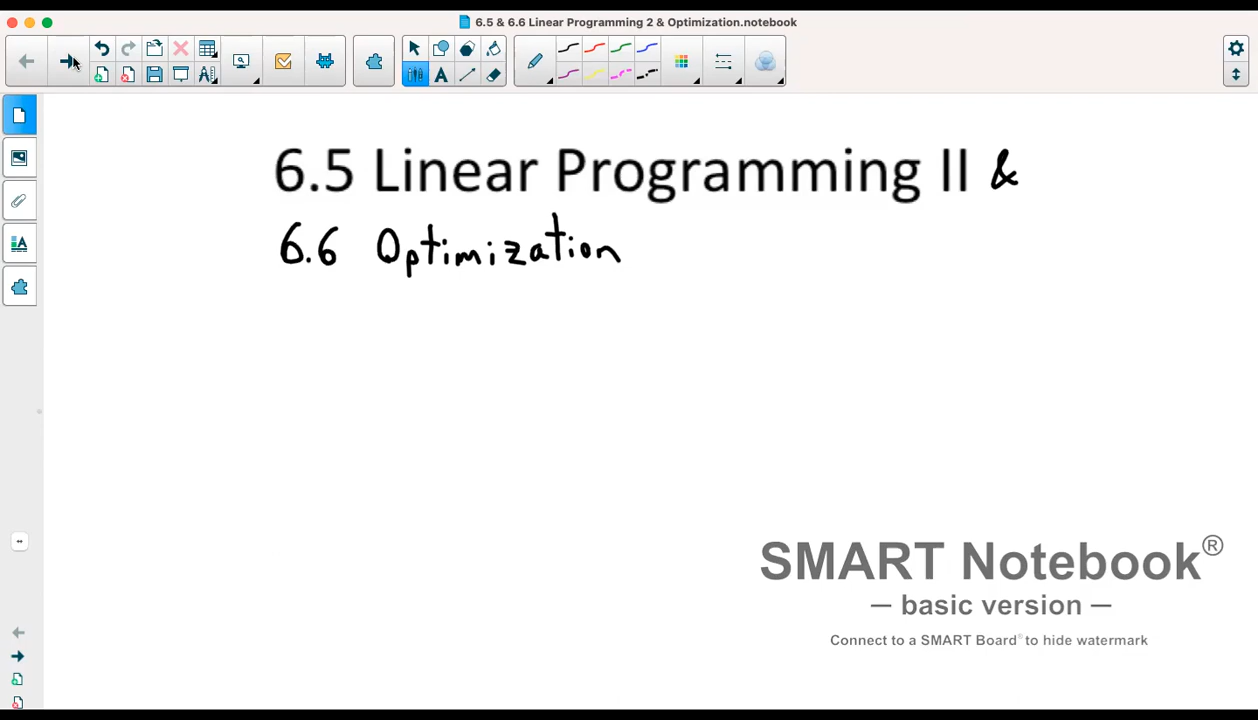 6.5 & 6.6 Linear Programming 2 & Optimization.notebook
6.5 Linear Programming II &
6.6 Optimization
SMART Notebook®
— basic version —
Connect to a SMART Board® to hide watermark